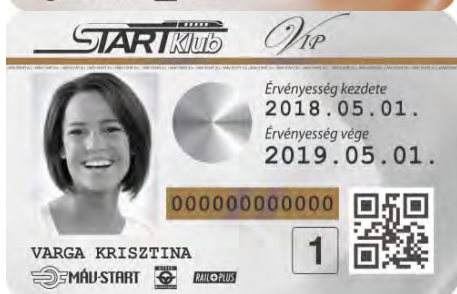 START Klub VIP
Érvényesség kezdete
2018.05.01.
Érvényesség vége
2019.05.01.
000000000000
1
VARGA KRISZTINA
MÁV-START RAIL PLUS